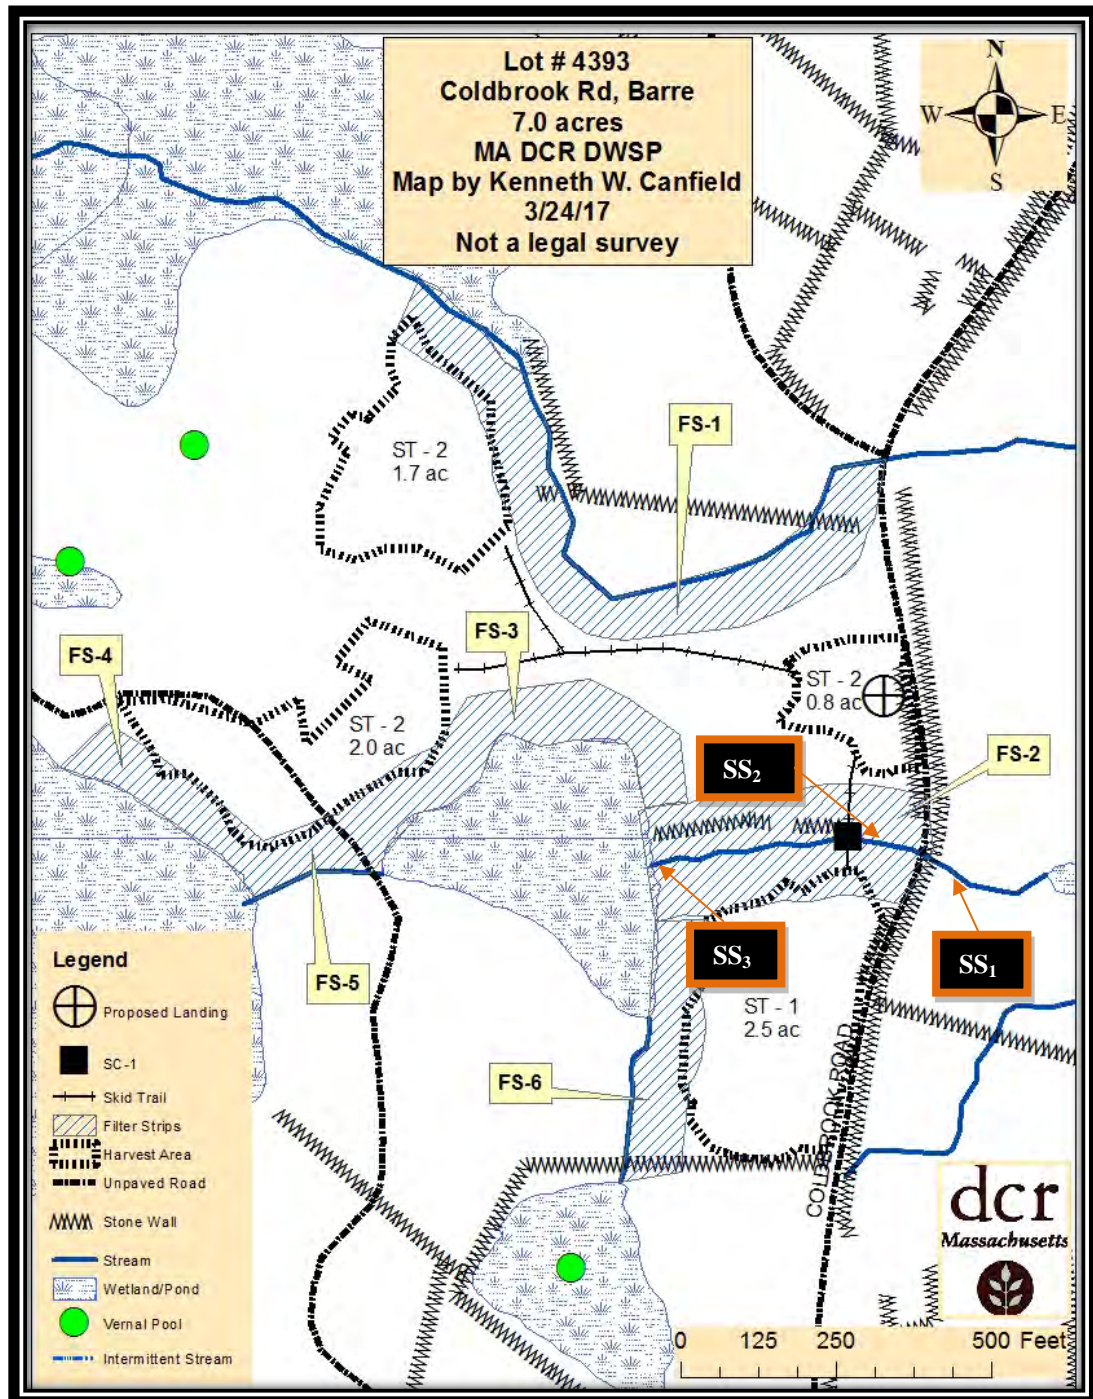 Lot # 4393
Coldbrook Rd, Barre
7.0 acres
MA DCR DWSP
Map by Kenneth W. Canfield
3/24/17
Not a legal survey
N
W
E
S
FS-1
ST - 2
1.7 ac
FS-3
FS-4
ST - 2
0.8 ac
ST - 2
2.0 ac
SS₂
FS-2
SS₃
SS₁
FS-5
ST - 1
2.5 ac
FS-6
COLDBROOK ROAD
Legend
Proposed Landing
SC-1
Skid Trail
Filter Strips
Harvest Area
Unpaved Road
Stone Wall
Stream
Wetland/Pond
Vernal Pool
Intermittent Stream
dcr
Massachusetts
0 125 250 500 Feet